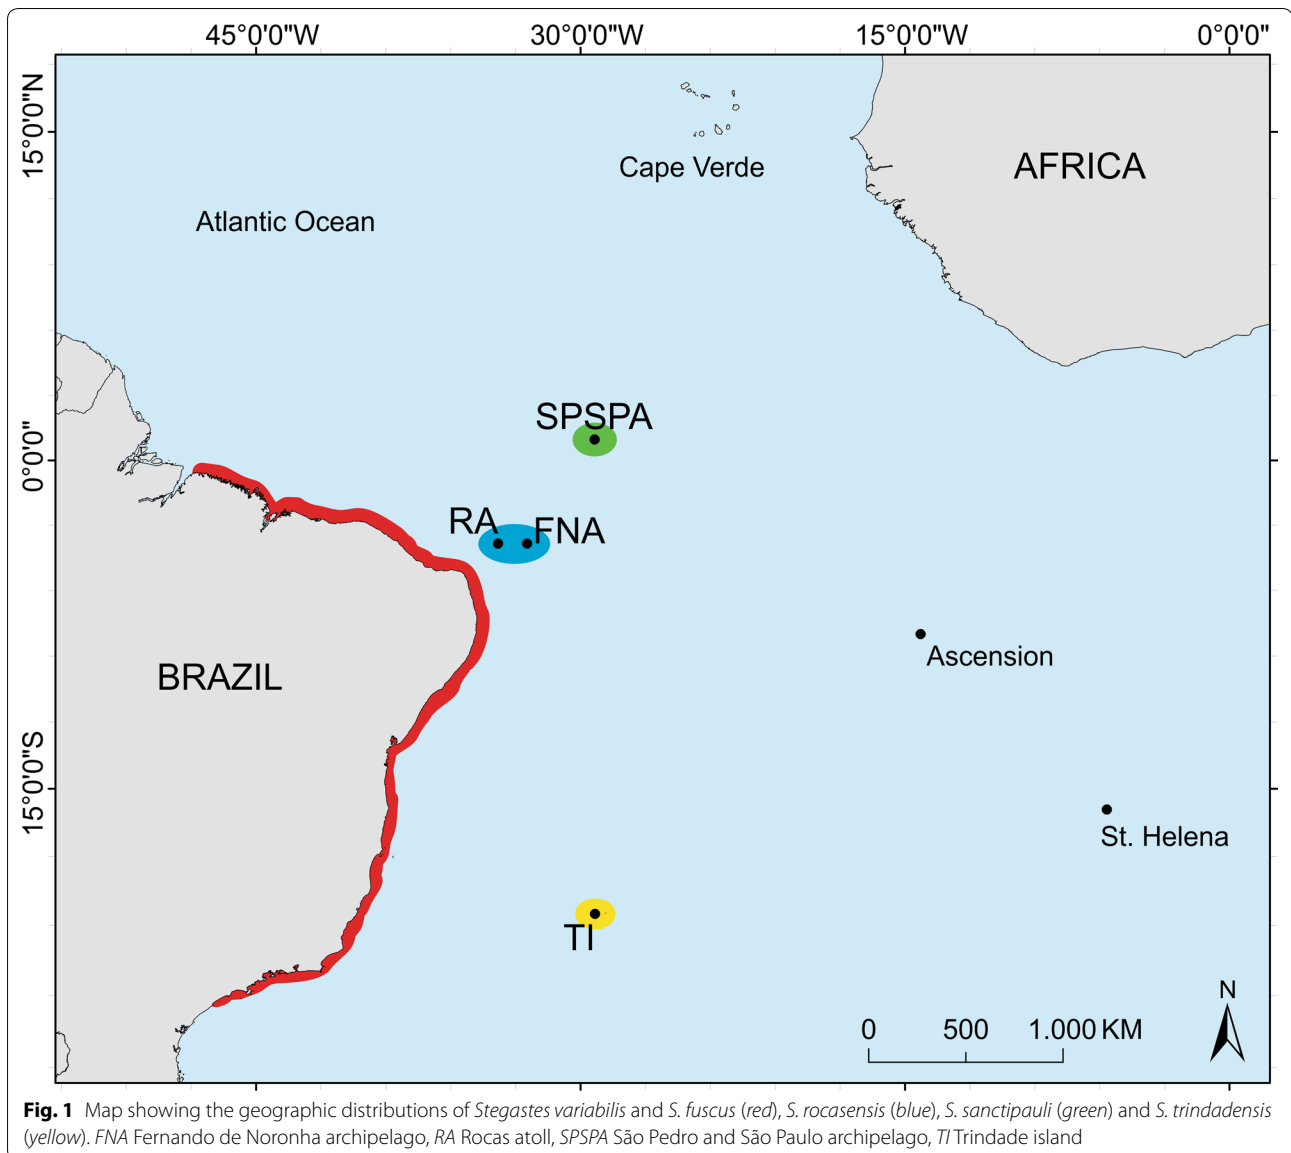 45°0'0"W 30°0'0"W 15°0'0"W 0°0'0"
15°0'0"N
Cape Verde
AFRICA
Atlantic Ocean
SPSPA
0°0'0"
RA
FNA
Ascension
BRAZIL
15°0'0"S
St. Helena
TI
N
0 500 1.000 KM
Fig. 1 Map showing the geographic distributions of Stegastes variabilis and S. fuscus (red), S. rocasensis (blue), S. sanctipauli (green) and S. trindadensis
(yellow). FNA Fernando de Noronha archipelago, RA Rocas atoll, SPSPA São Pedro and São Paulo archipelago, TI Trindade island